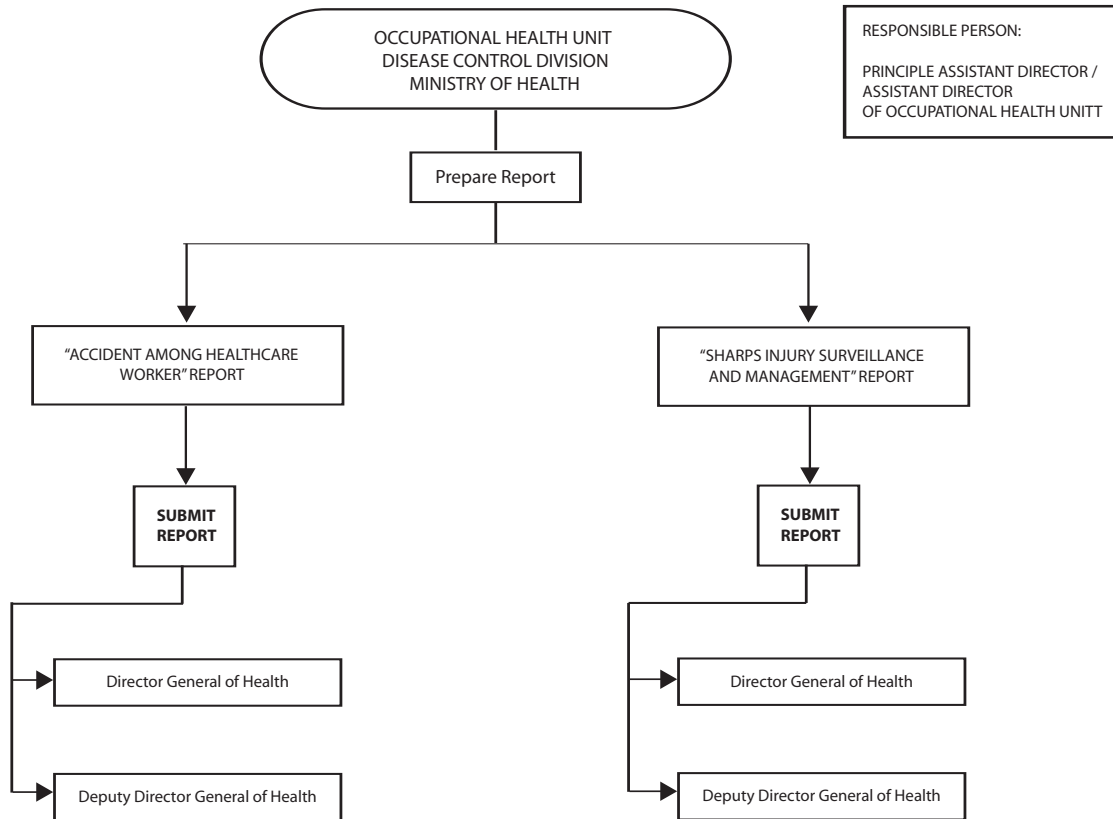 OCCUPATIONAL HEALTH UNIT
DISEASE CONTROL DIVISION
MINISTRY OF HEALTH
RESPONSIBLE PERSON:
PRINCIPLE ASSISTANT DIRECTOR /
ASSISTANT DIRECTOR
OF OCCUPATIONAL HEALTH UNITT
Prepare Report
“ACCIDENT AMONG HEALTHCARE
WORKER” REPORT
“SHARPS INJURY SURVEILLANCE
AND MANAGEMENT” REPORT
SUBMIT
REPORT
SUBMIT
REPORT
Director General of Health
Director General of Health
Deputy Director General of Health
Deputy Director General of Health